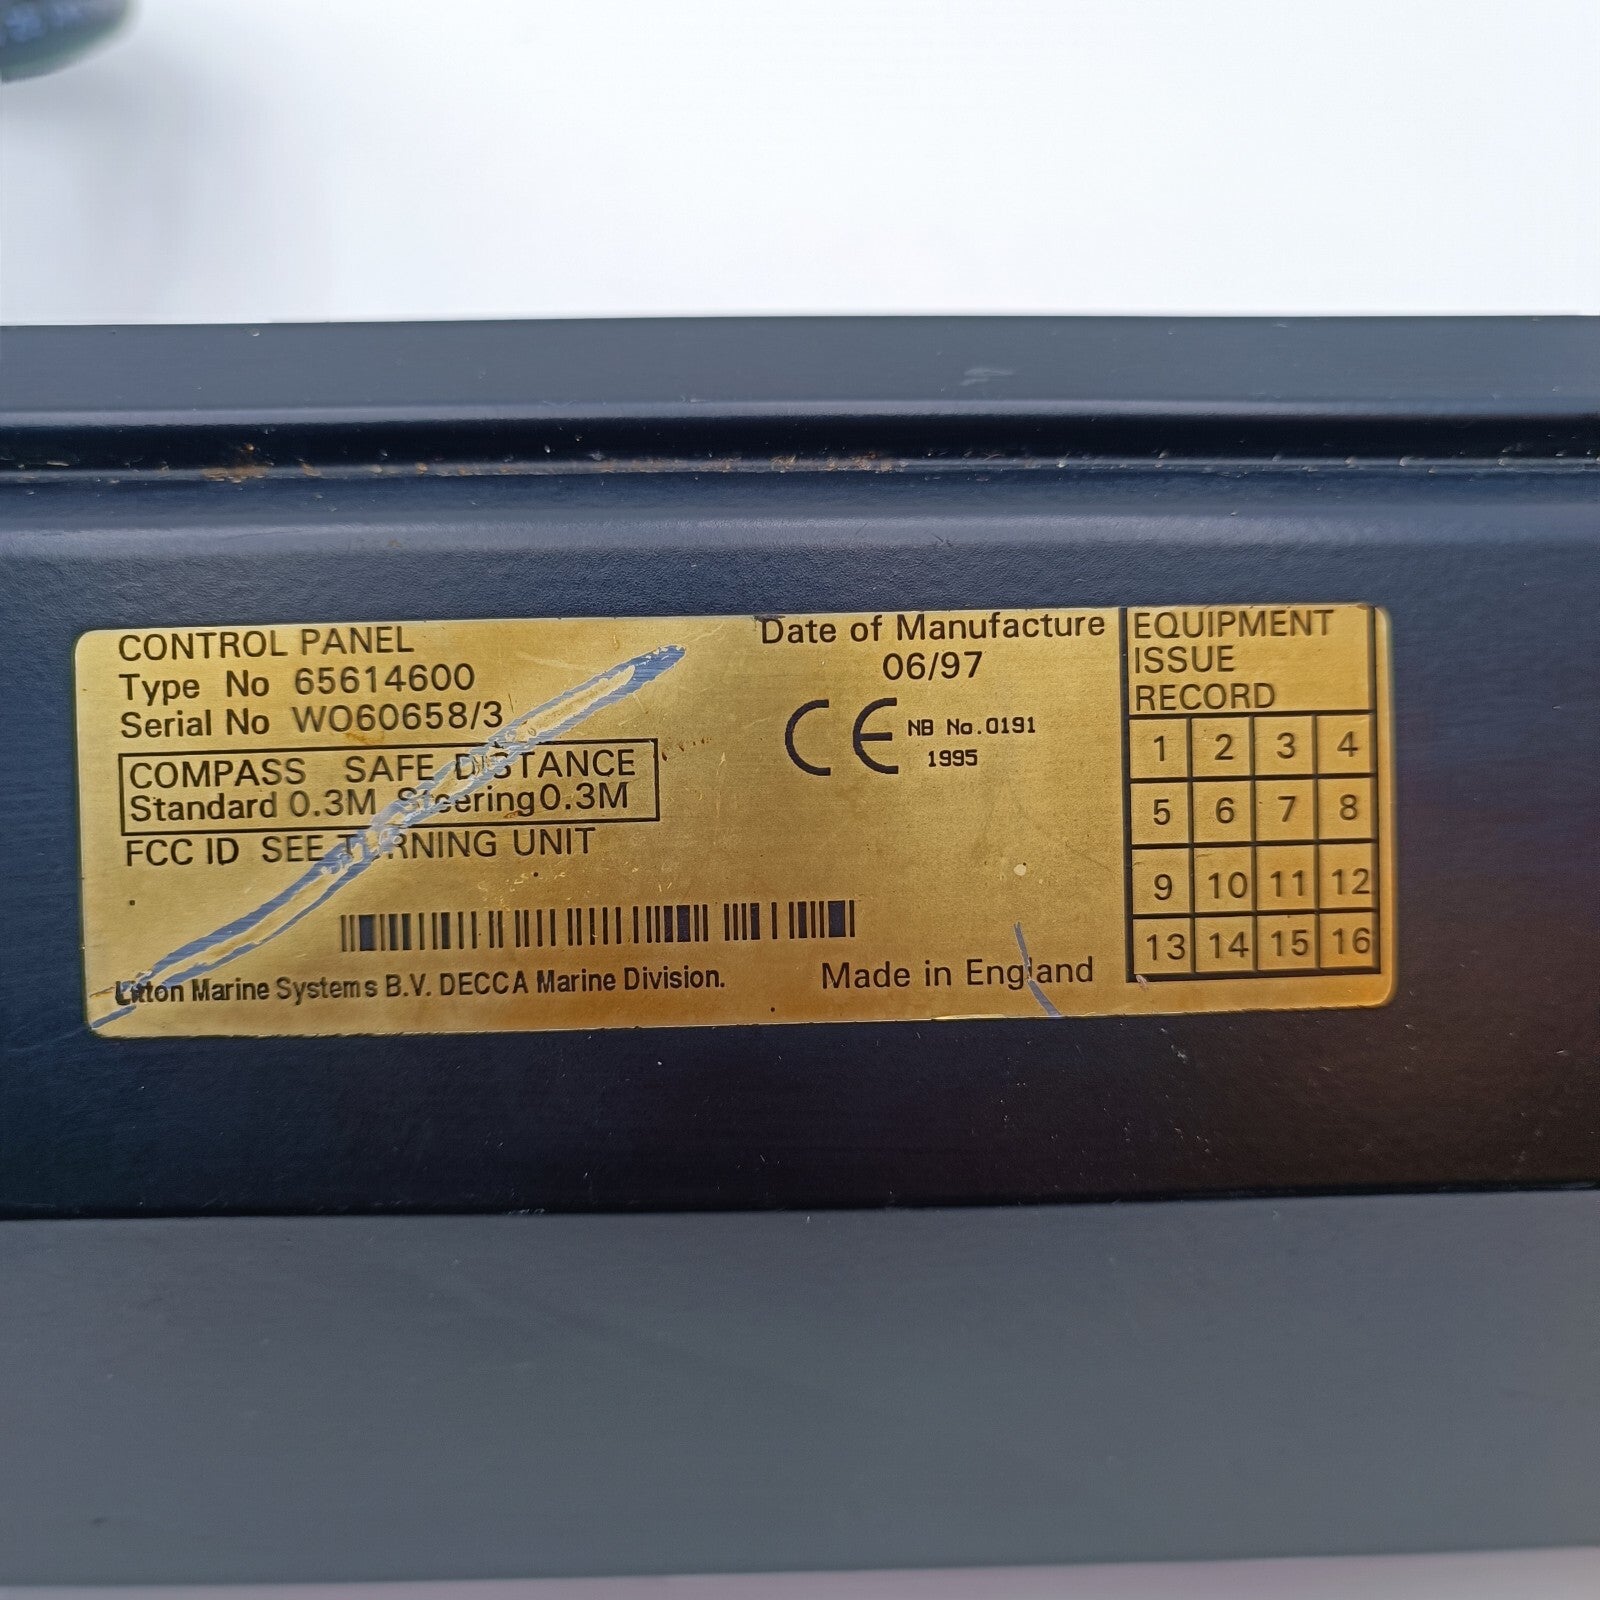 CONTROL PANEL
Type No 65614600
Serial No WO60658/3
COMPASS SAFE DISTANCE
Standard 0.3M Steering 0.3M
FCC ID SEE TURNING UNIT
Litton Marine Systems B.V. DECCA Marine Division.
Date of Manufacture
06/97
CE NB No.0191
1995
Made in England
EQUIPMENT
ISSUE
RECORD
1 2 3 4
5 6 7 8
9 10 11 12
13 14 15 16